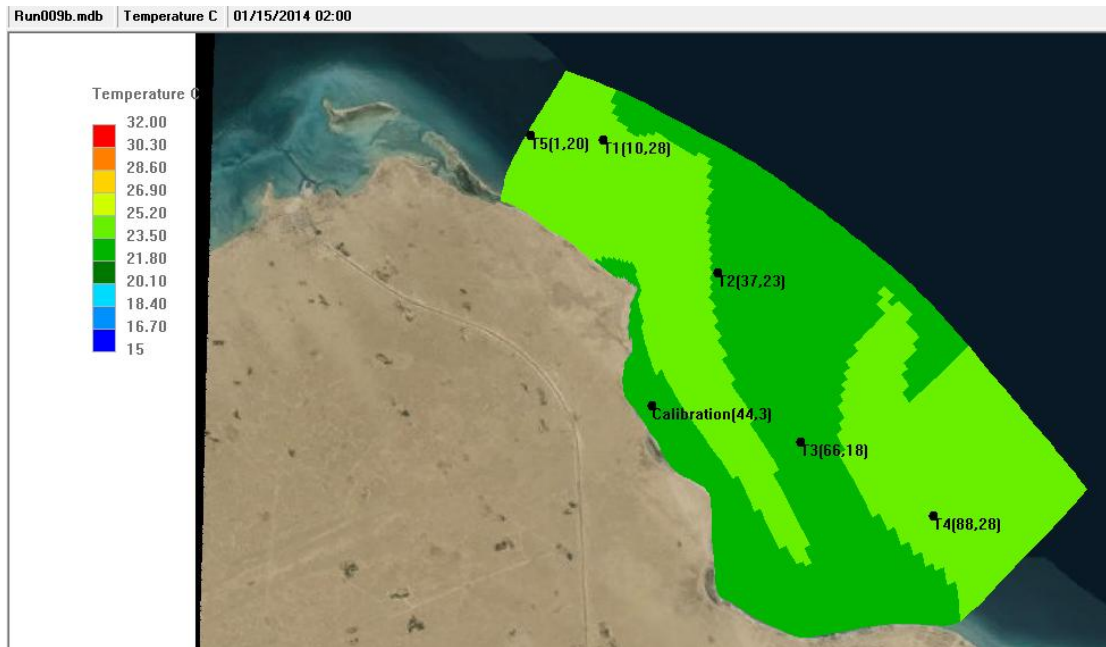 Run009b.mdb Temperature C 01/15/2014 02:00
Temperature C
32.00
30.30
28.60
26.90
25.20
23.50
21.80
20.10
18.40
16.70
15
T5(1,20)
T1(10,28)
T2(37,23)
Calibration(44,3)
T3(66,18)
T4(88,28)